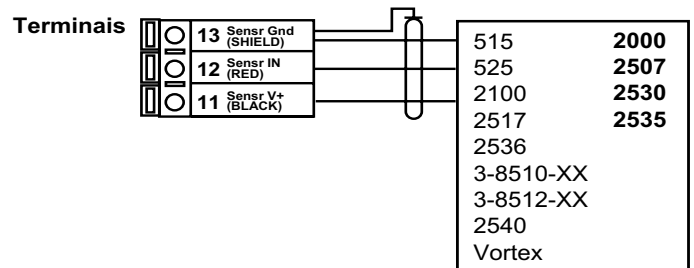 Terminais
13 Sensr Gnd (SHIELD)
12 Sensr IN (RED)
11 Sensr V+ (BLACK)
515 2000
525 2507
2100 2530
2517 2535
2536
3-8510-XX
3-8512-XX
2540
Vortex